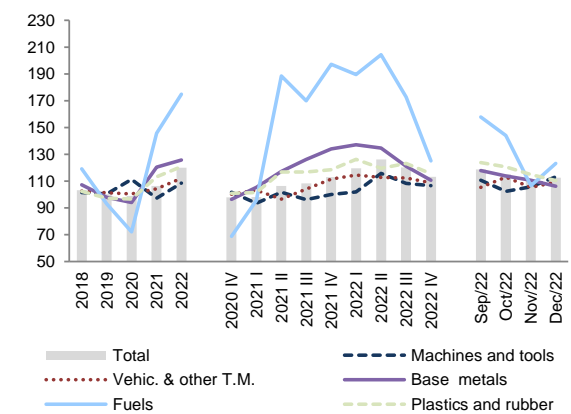 230
210
190
170
150
130
110
90
70
50
2018
2019
2020
2021
2022
2020 IV
2021 I
2021 II
2021 III
2021 IV
2022 I
2022 II
2022 III
2022 IV
Sep/22
Oct/22
Nov/22
Dec/22
Total
Machines and tools
Vehic. & other T.M.
Base metals
Fuels
Plastics and rubber